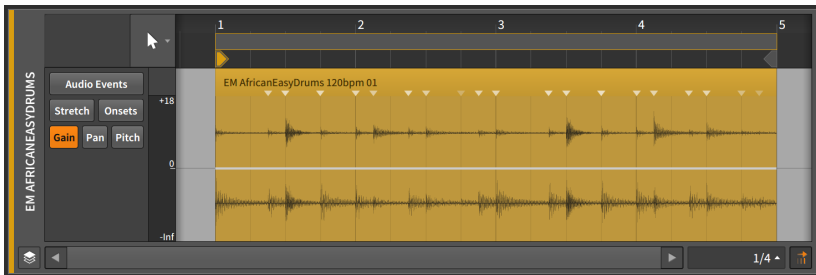 1 2 3 4 5
EM AFRICANEASYDRUMS
EM AfricanEasyDrums 120bpm 01
Audio Events
Stretch Onsets
Gain Pan Pitch
+18
0
-Inf
1/4